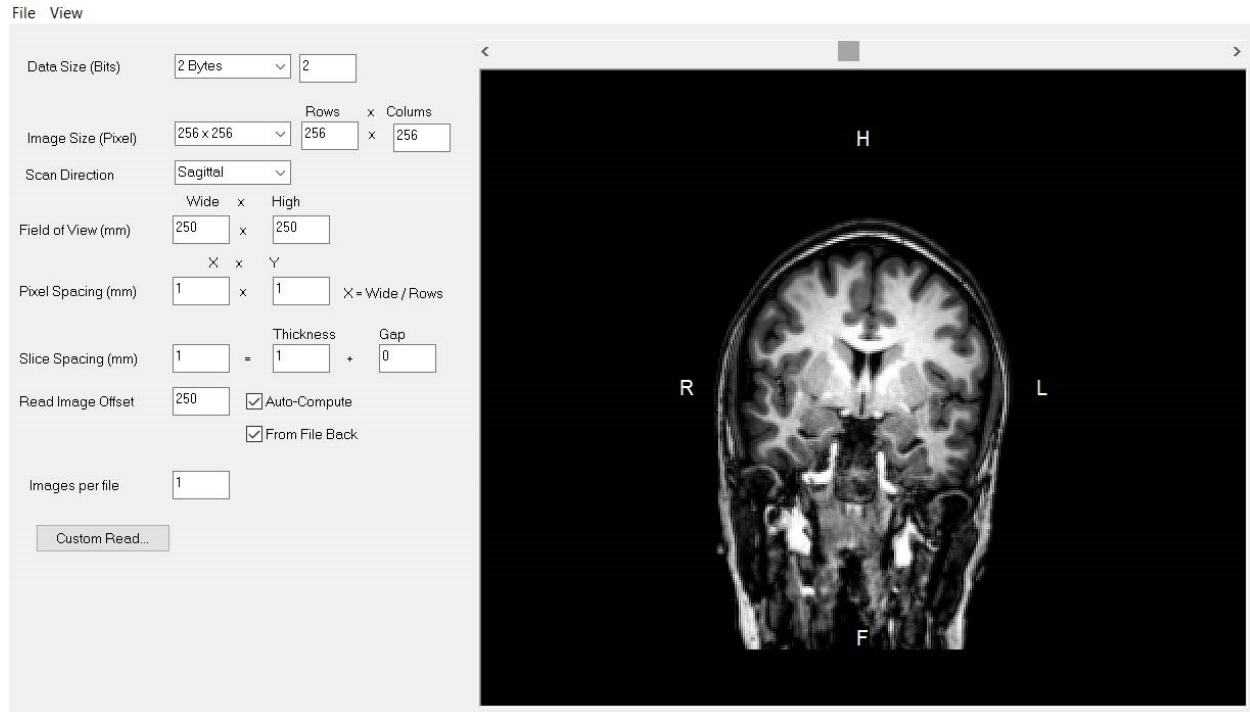 File View
Data Size (Bits) 2 Bytes 2
Rows x Colums
Image Size (Pixel) 256 x 256 256 x 256
Scan Direction Sagittal
Wide x High
Field of View (mm) 250 x 250
X x Y
Pixel Spacing (mm) 1 x 1 X = Wide / Rows
Thickness Gap
Slice Spacing (mm) 1 = 1 + 0
Read Image Offset 250 Auto-Compute
From File Back
Images per file 1
Custom Read...
H
R L
F